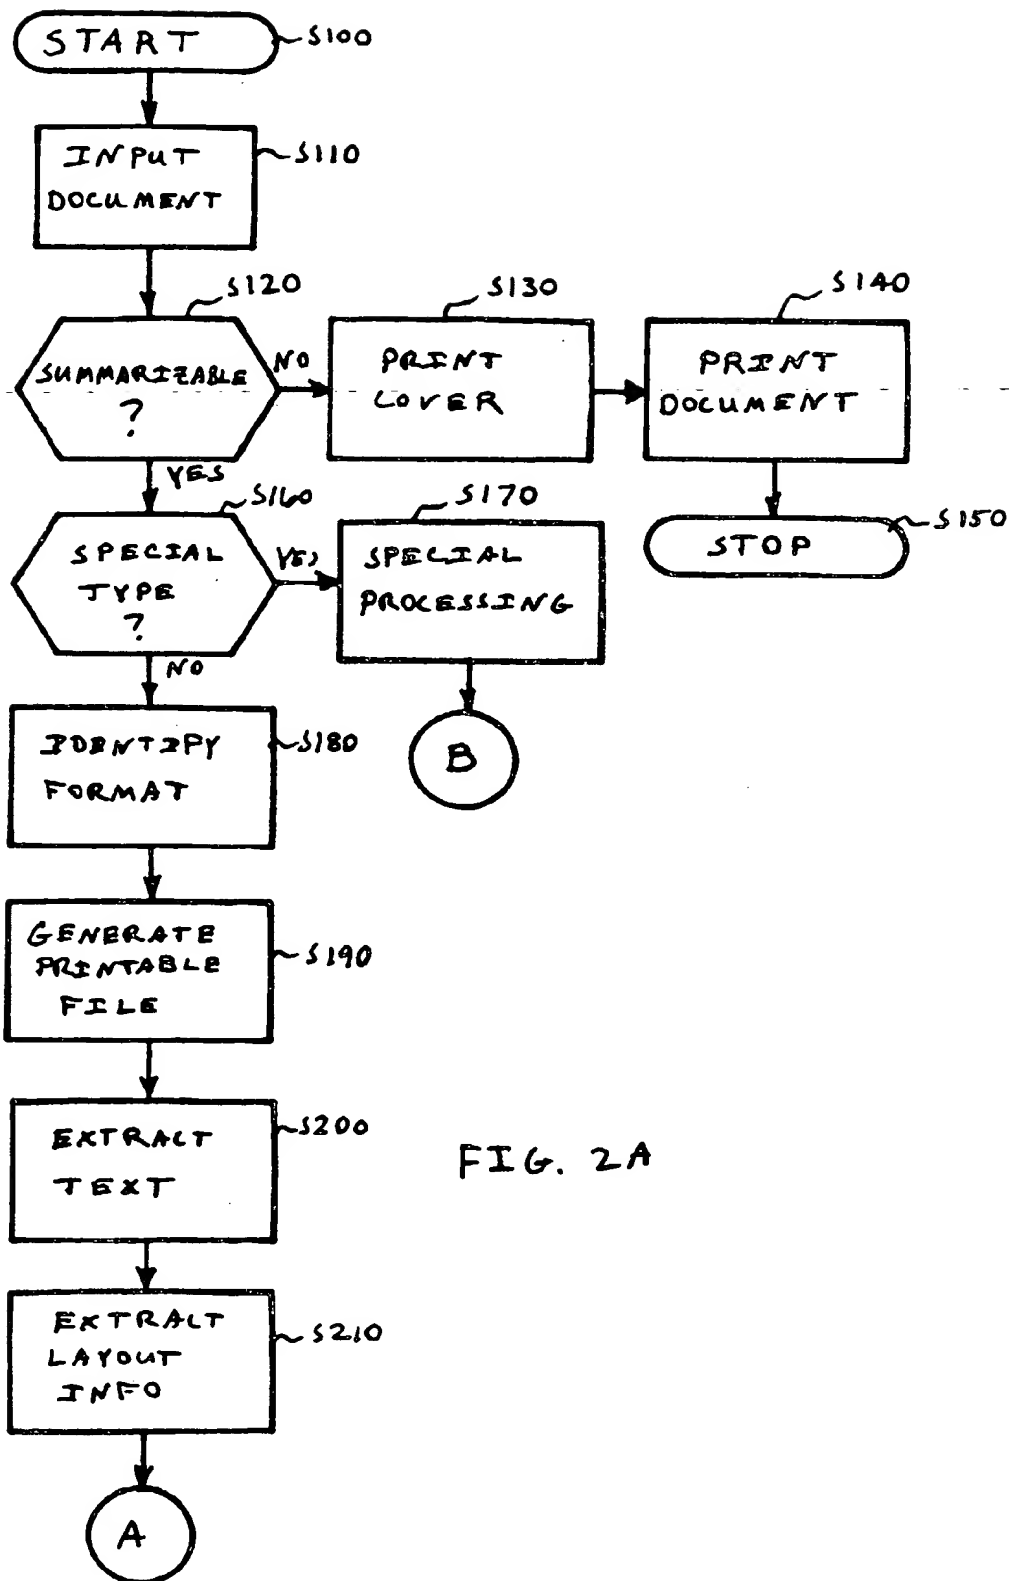 START
S100
INPUT
DOCUMENT
S110
S120
SUMMARIZABLE
?
NO
YES
S130
PRINT
COVER
S140
PRINT
DOCUMENT
STOP
S150
S160
SPECIAL
TYPE
?
YES
NO
S170
SPECIAL
PROCESSING
B
IDENTIFY
FORMAT
S180
GENERATE
PRINTABLE
FILE
S190
EXTRACT
TEXT
S200
FIG. 2A
EXTRACT
LAYOUT
INFO
S210
A